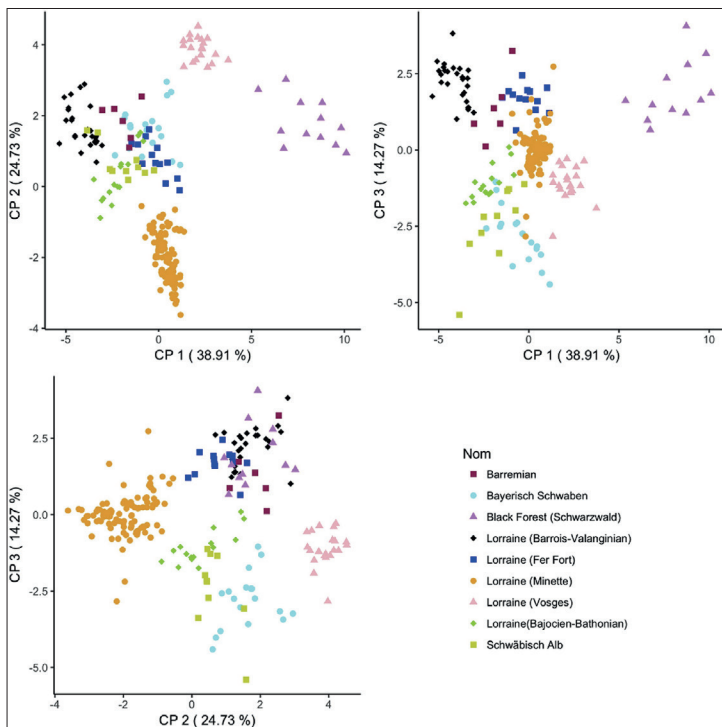 4
2
0
-2
-4
CP 2 ( 24.73 %)
-5
0
5
10
CP 1 ( 38.91 %)
2.5
0.0
-2.5
-5.0
CP 3 ( 14.27 %)
-5
0
5
10
CP 1 ( 38.91 %)
2.5
0.0
-2.5
-5.0
CP 3 ( 14.27 %)
-4
-2
0
2
4
CP 2 ( 24.73 %)
Nom
Barremian
Bayerisch Schwaben
Black Forest (Schwarzwald)
Lorraine (Barrois-Valanginian)
Lorraine (Fer Fort)
Lorraine (Minette)
Lorraine (Vosges)
Lorraine(Bajocien-Bathonian)
Schwäbisch Alb